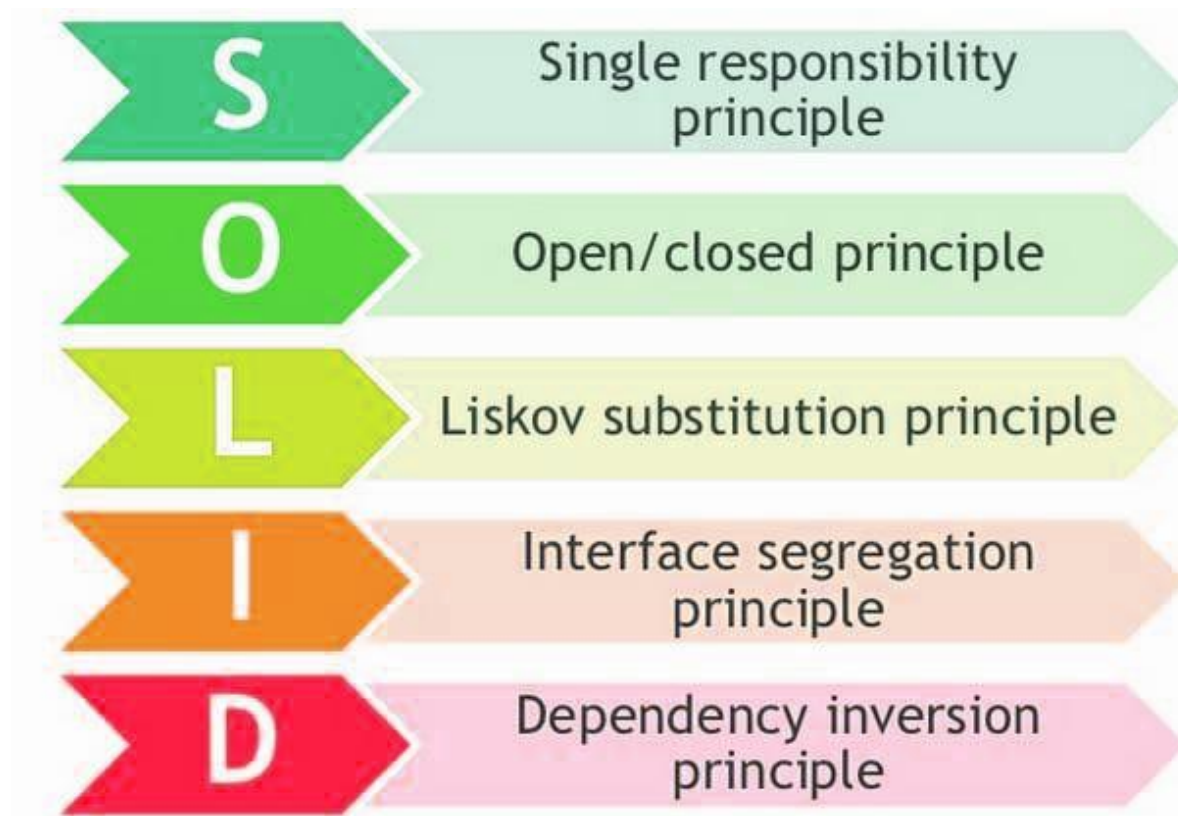 S
Single responsibility
principle
O
Open/closed principle
L
Liskov substitution principle
I
Interface segregation
principle
D
Dependency inversion
principle